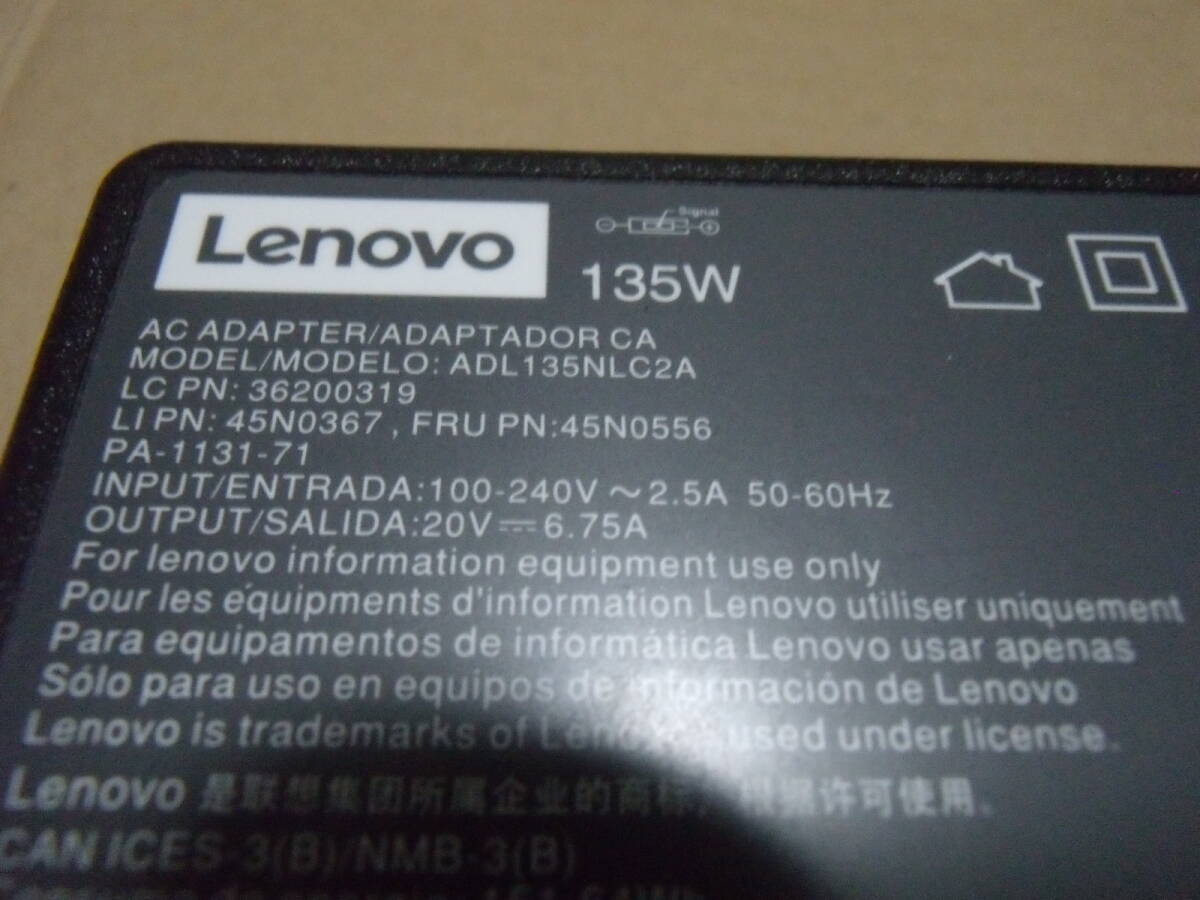 Lenovo
Signal
135W
AC ADAPTER/ADAPTADOR CA
MODEL/MODELO: ADL135NLC2A
LC PN: 36200319
LI PN: 45N0367 , FRU PN:45N0556
PA-1131-71
INPUT/ENTRADA:100-240V ～ 2.5A 50-60Hz
OUTPUT/SALIDA:20V ⎓ 6.75A
For lenovo information equipment use only
Pour les équipments d'information Lenovo utiliser uniquement
Para equipamentos de informática Lenovo usar apenas
Sólo para uso en equipos de información de Lenovo
Lenovo is trademarks of Lenovo used under license.
Lenovo 是联想集团所属企业的商标，根据许可使用。
CAN ICES-3(B)/NMB-3(B)